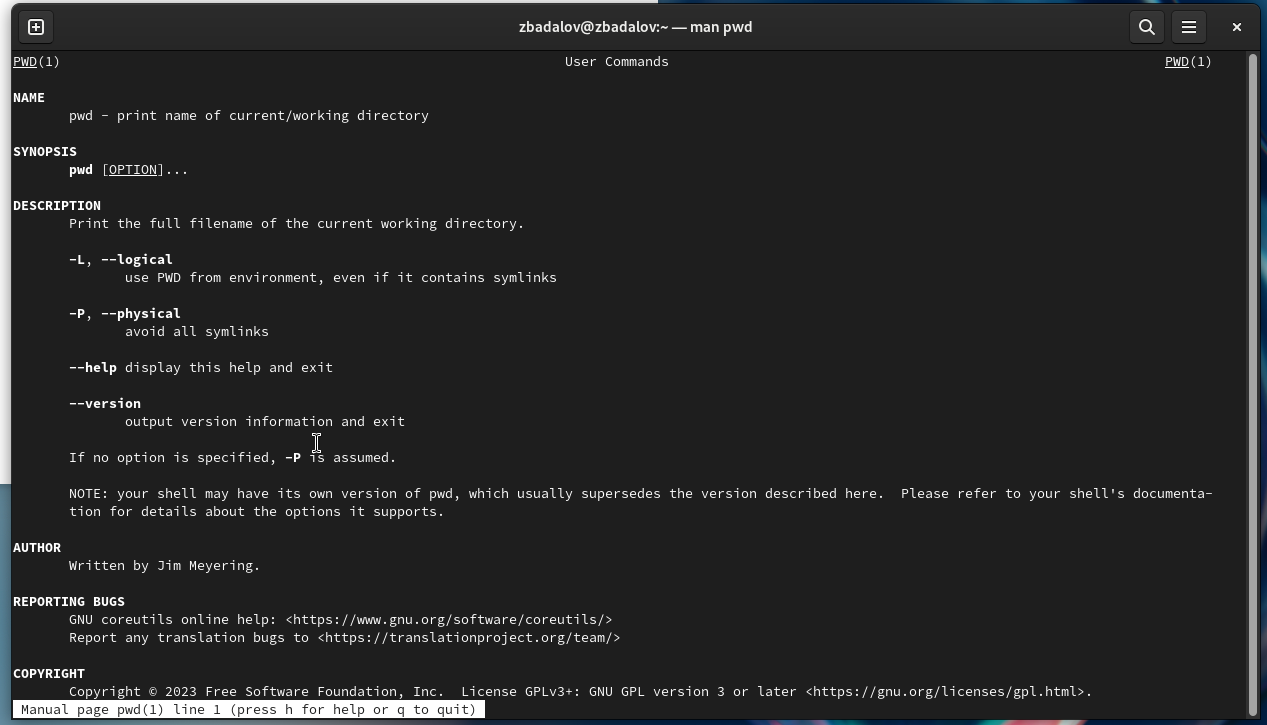 zbadalov@zbadalov:~ — man pwd
PWD(1) User Commands PWD(1)
NAME
pwd - print name of current/working directory
SYNOPSIS
pwd [OPTION]...
DESCRIPTION
Print the full filename of the current working directory.
-L, --logical
use PWD from environment, even if it contains symlinks
-P, --physical
avoid all symlinks
--help display this help and exit
--version
output version information and exit
If no option is specified, -P is assumed.
NOTE: your shell may have its own version of pwd, which usually supersedes the version described here.  Please refer to your shell's documenta-
tion for details about the options it supports.
AUTHOR
Written by Jim Meyering.
REPORTING BUGS
GNU coreutils online help: <https://www.gnu.org/software/coreutils/>
Report any translation bugs to <https://translationproject.org/team/>
COPYRIGHT
Copyright © 2023 Free Software Foundation, Inc.  License GPLv3+: GNU GPL version 3 or later <https://gnu.org/licenses/gpl.html>.
Manual page pwd(1) line 1 (press h for help or q to quit)